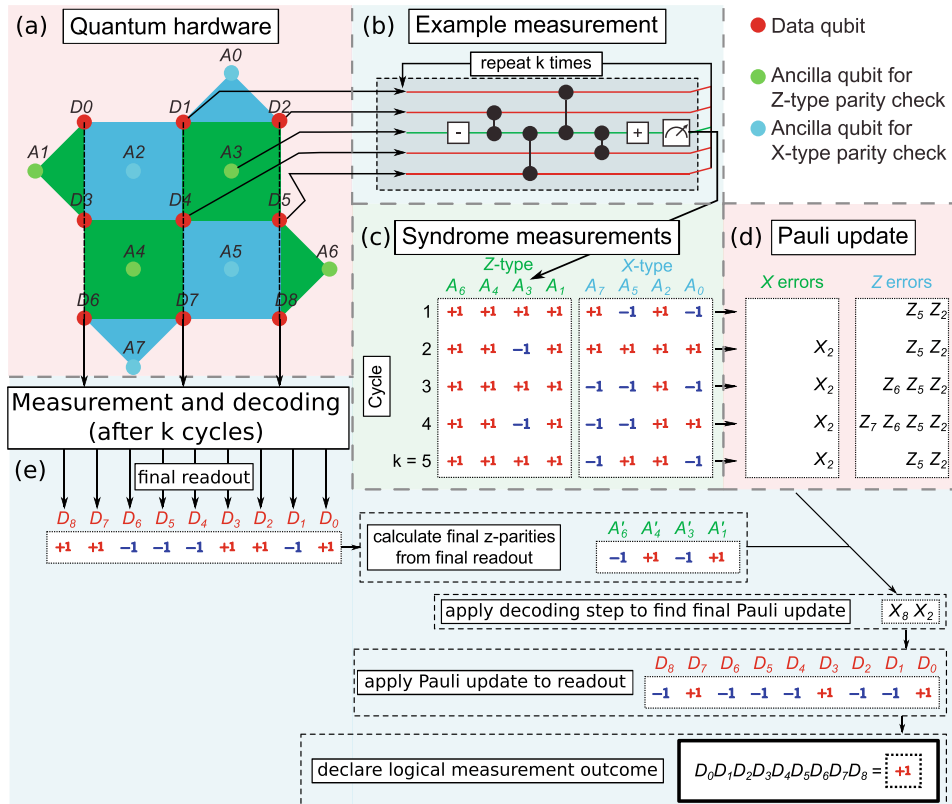 (a) Quantum hardware
A0
D0 D1 D2
A1 A2 A3
D3 D4 D5
A4 A5 A6
D6 D7 D8
A7
(b) Example measurement
repeat k times
- +
Data qubit
Ancilla qubit for
Z-type parity check
Ancilla qubit for
X-type parity check
(c) Syndrome measurements
Z-type X-type
A6 A4 A3 A1 A7 A5 A2 A0
Cycle
1 +1 +1 +1 +1 +1 -1 +1 -1
2 +1 +1 -1 +1 +1 +1 +1 +1
3 +1 +1 +1 +1 -1 -1 +1 -1
4 +1 +1 -1 +1 -1 -1 +1 -1
k = 5 +1 +1 +1 +1 -1 +1 +1 -1
(d) Pauli update
X errors Z errors
Z5 Z2
X2 Z5 Z2
X2 Z6 Z5 Z2
X2 Z7 Z6 Z5 Z2
X2 Z5 Z2
Measurement and decoding
(after k cycles)
(e)
final readout
D8 D7 D6 D5 D4 D3 D2 D1 D0
+1 +1 -1 -1 -1 +1 +1 -1 +1
calculate final z-parities
from final readout
A'6 A'4 A'3 A'1
-1 +1 -1 +1
apply decoding step to find final Pauli update
X8 X2
apply Pauli update to readout
D8 D7 D6 D5 D4 D3 D2 D1 D0
-1 +1 -1 -1 -1 +1 -1 -1 +1
declare logical measurement outcome
D0D1D2D3D4D5D6D7D8 = +1